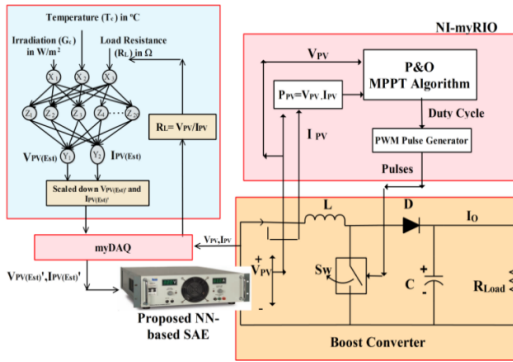 Temperature (Tc) in °C
Irradiation (Gc)
in W/m²
Load Resistance
(RL) in Ω
X1
X2
X3
Z1
Z2
Z3
Z4
Y1
Y2
VPV(Est)
IPV(Est)
RL= VPV/IPV
Scaled down VPV(Est)' and
IPV(Est)'
myDAQ
VPV(Est)',IPV(Est)'
Proposed NN-
based SAE
NI-myRIO
VPV
PPV=VPV.IPV
P&O
MPPT Algorithm
I PV
Duty Cycle
PWM Pulse Generator
Pulses
VPV,IPV
L
D
IO
+
VPV
-
Sw
C
+
-
RLoad
Boost Converter